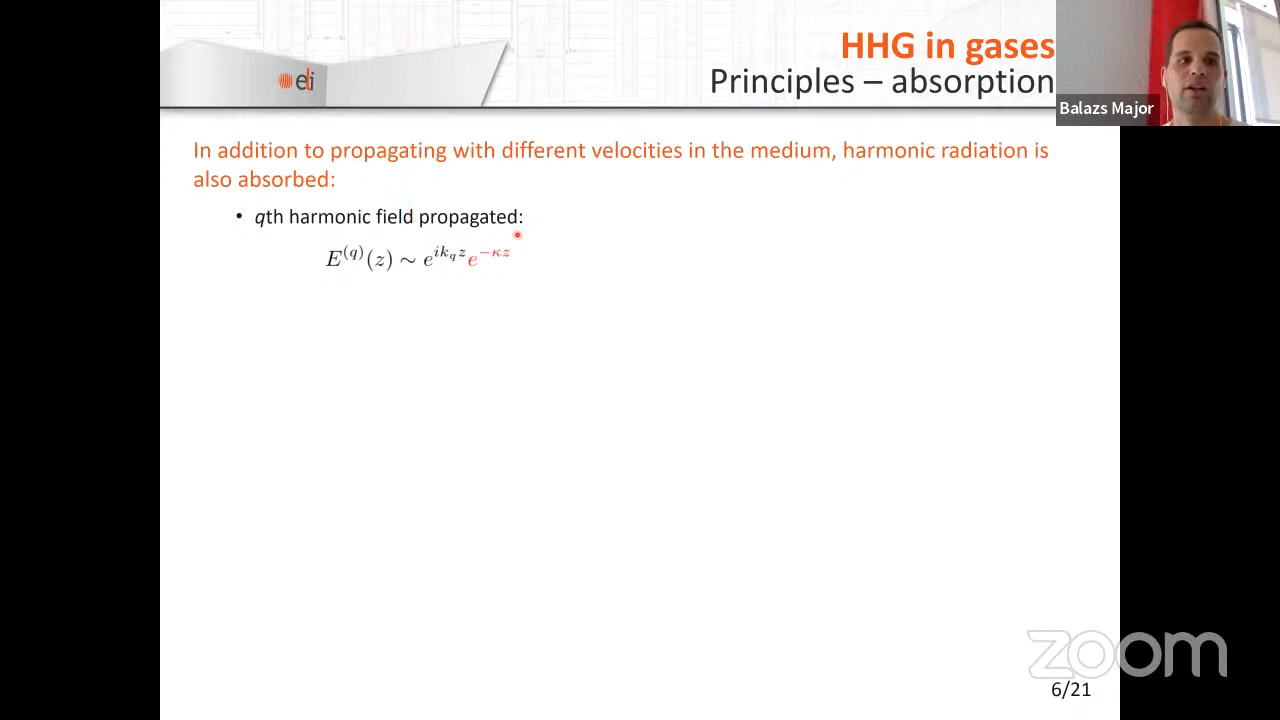 HHG in gases
Principles – absorption
eli
Balazs Major
In addition to propagating with different velocities in the medium, harmonic radiation is
also absorbed:
• qth harmonic field propagated:
E^{(q)}(z) ∼ e^{ik_q z} e^{−κz}
zoom
6/21